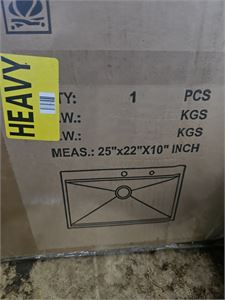 HEAVY
TY: 1 PCS
.W.: KGS
.W.: KGS
MEAS.: 25"x22"X10" INCH